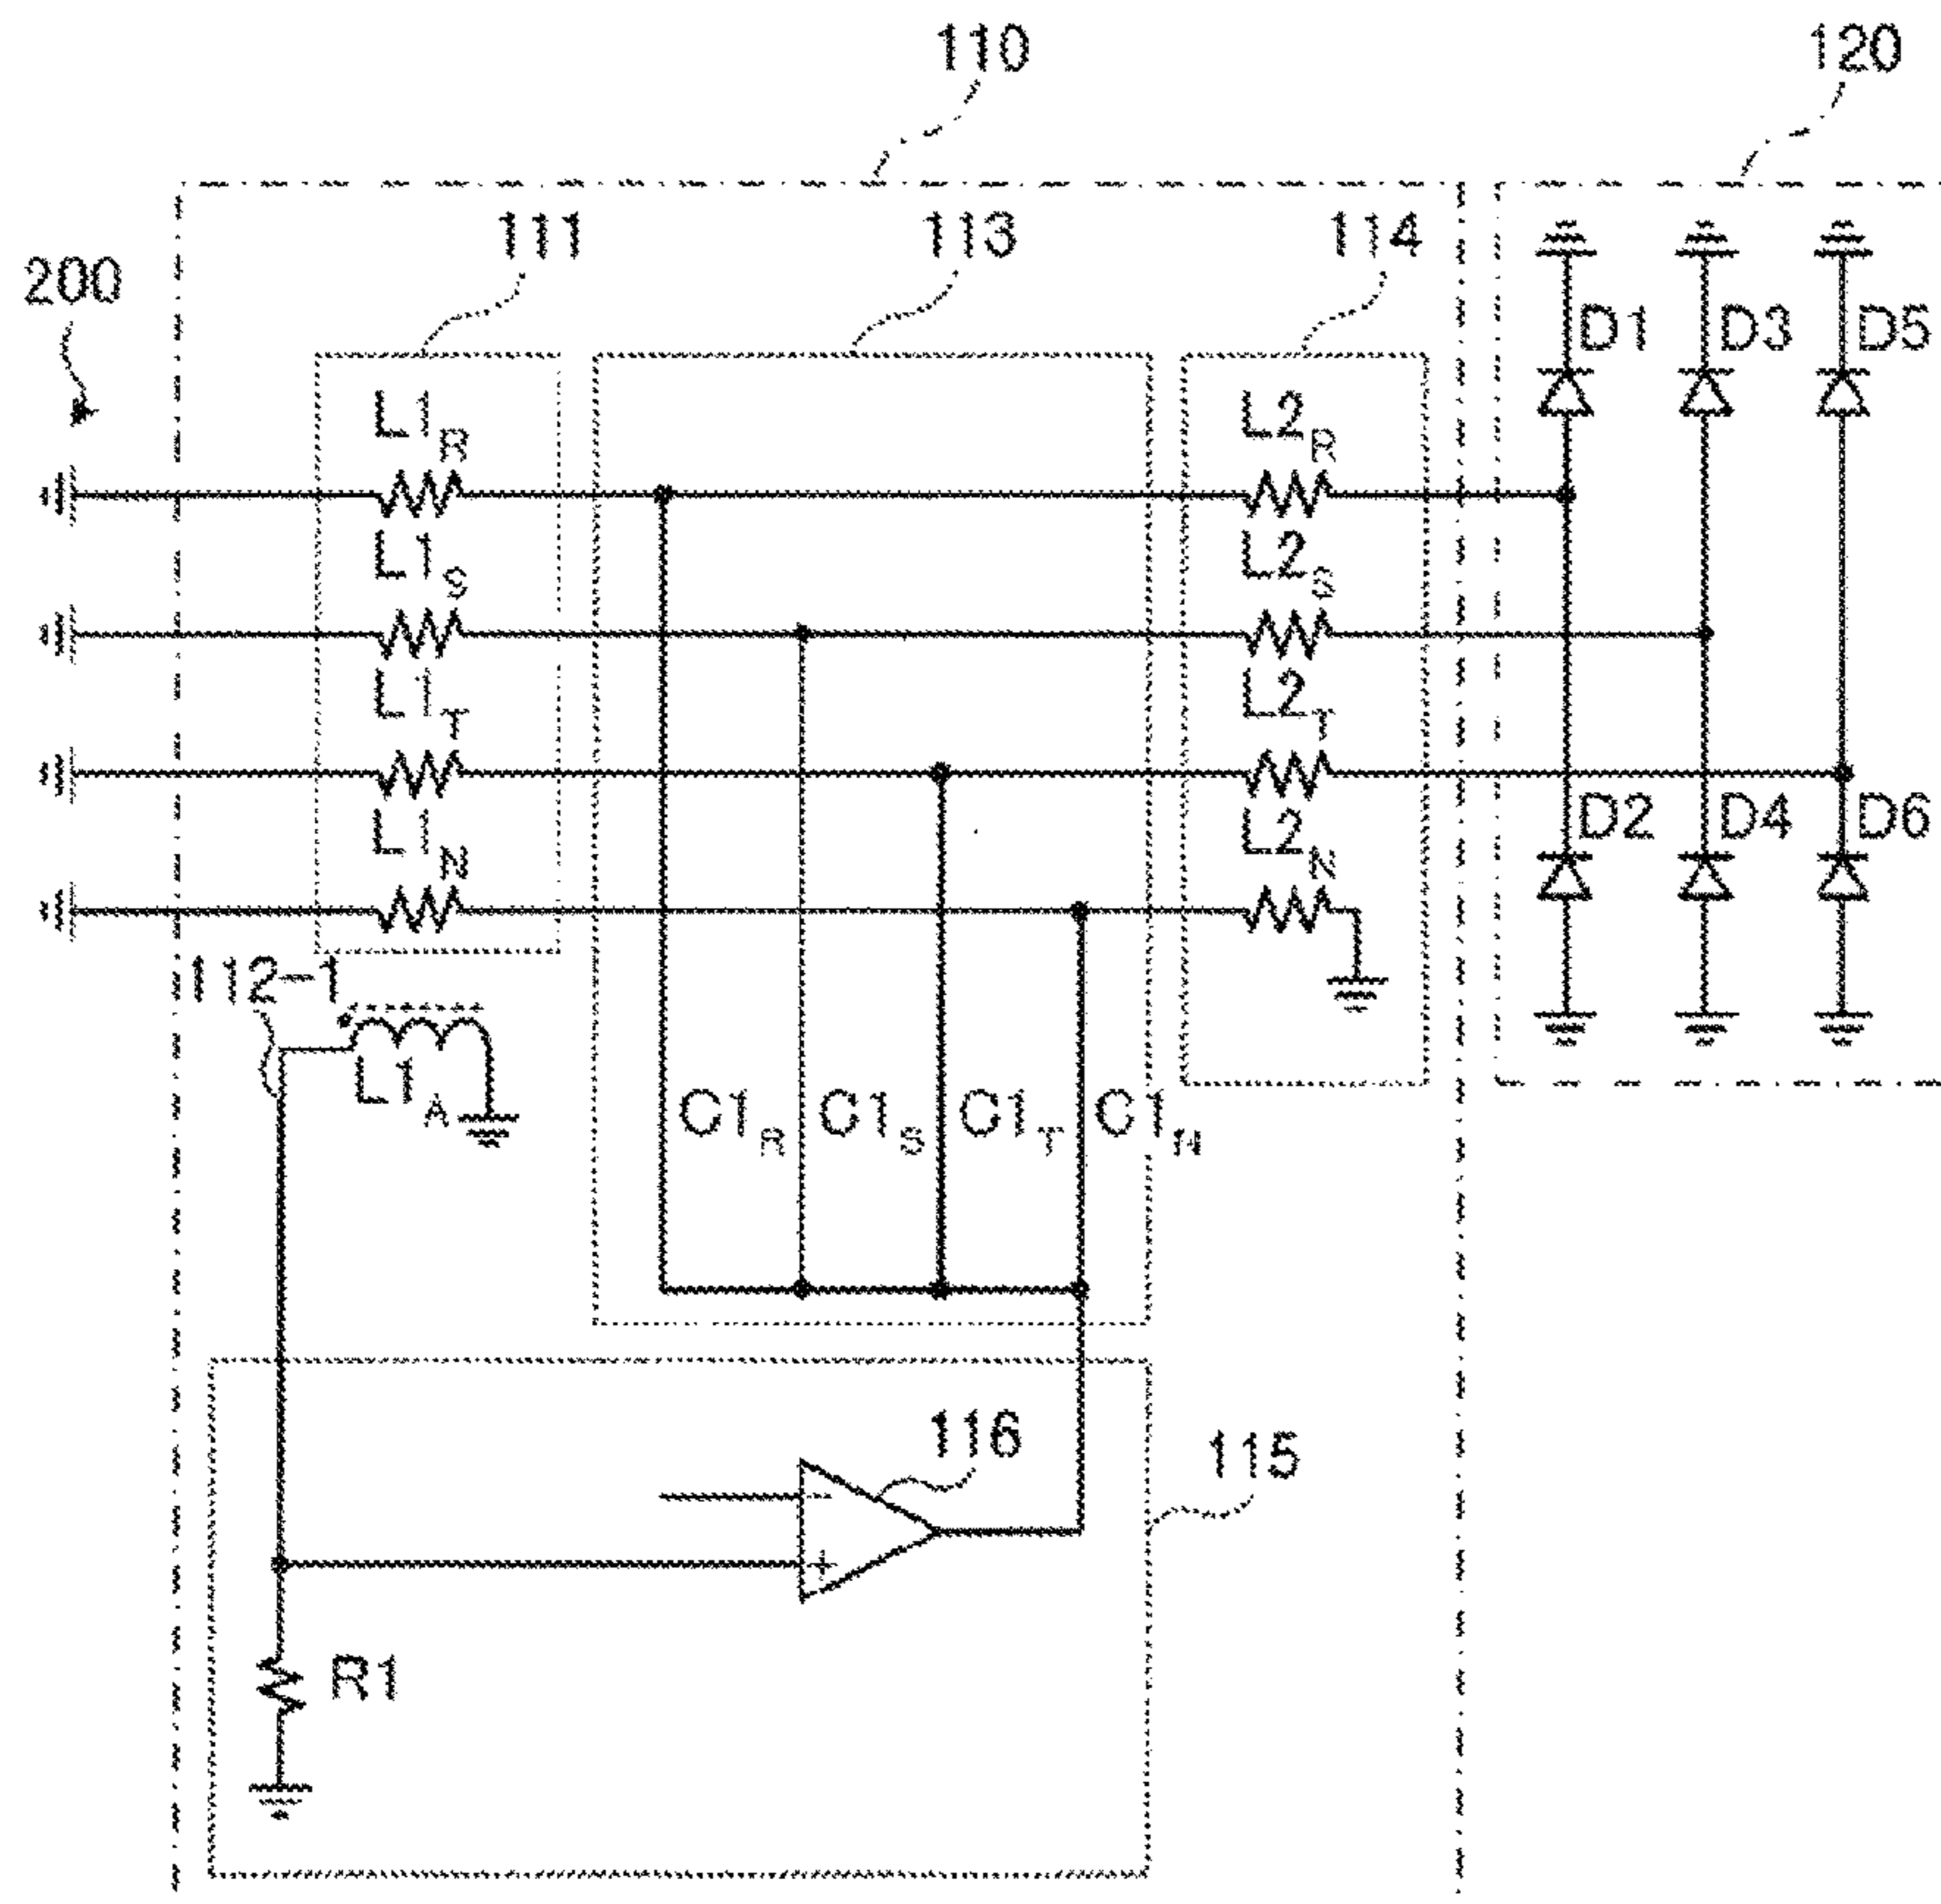 110
120
111
113
114
200
D1
D3
D5
L1R
L2R
L1S
L2S
L1T
L2T
L1N
L2N
D2
D4
D6
112-1
L1A
C1R
C1S
C1T
C1N
116
115
-
+
R1